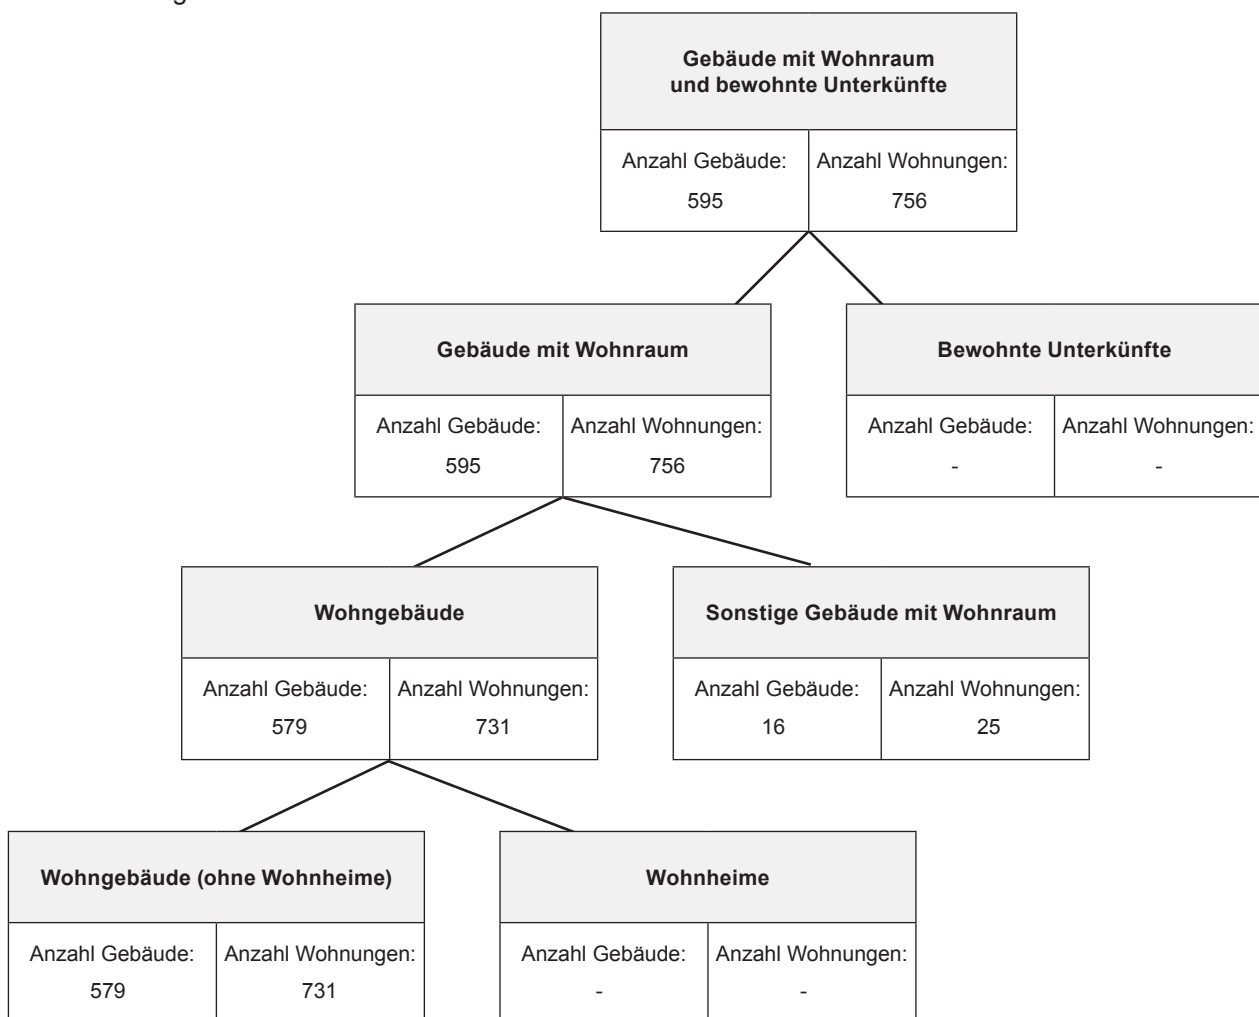 Gebäude mit Wohnraum
und bewohnte Unterkünfte
Anzahl Gebäude: Anzahl Wohnungen:
595 756
Gebäude mit Wohnraum
Anzahl Gebäude: Anzahl Wohnungen:
595 756
Bewohnte Unterkünfte
Anzahl Gebäude: Anzahl Wohnungen:
- -
Wohngebäude
Anzahl Gebäude: Anzahl Wohnungen:
579 731
Sonstige Gebäude mit Wohnraum
Anzahl Gebäude: Anzahl Wohnungen:
16 25
Wohngebäude (ohne Wohnheime)
Anzahl Gebäude: Anzahl Wohnungen:
579 731
Wohnheime
Anzahl Gebäude: Anzahl Wohnungen:
- -